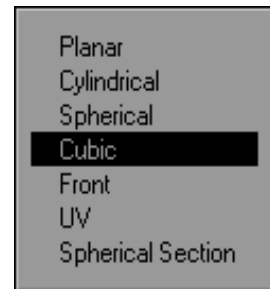 Planar
Cylindrical
Spherical
Cubic
Front
UV
Spherical Section